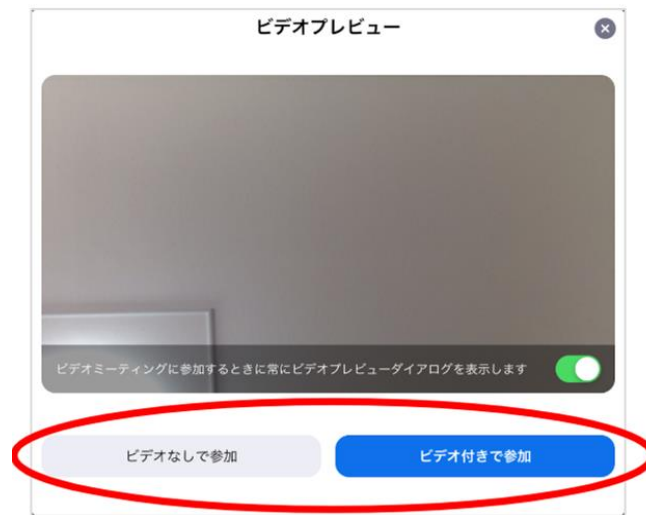 ビデオプレビュー
ビデオミーティングに参加するときに常にビデオプレビューダイアログを表示します
ビデオなしで参加
ビデオ付きで参加